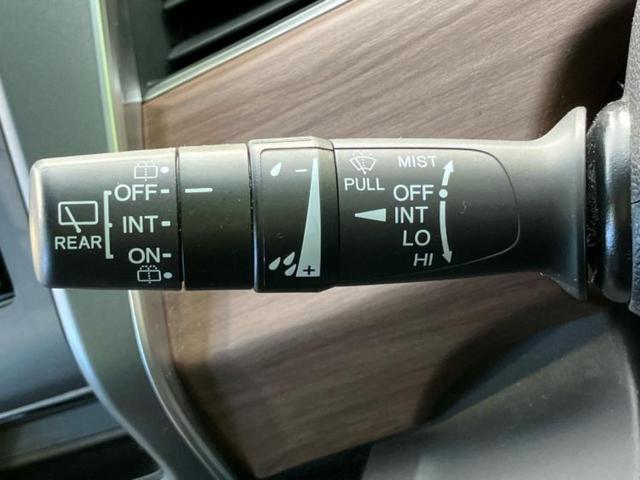 REAR
OFF
INT
ON
−
+
PULL
MIST
OFF
INT
LO
HI